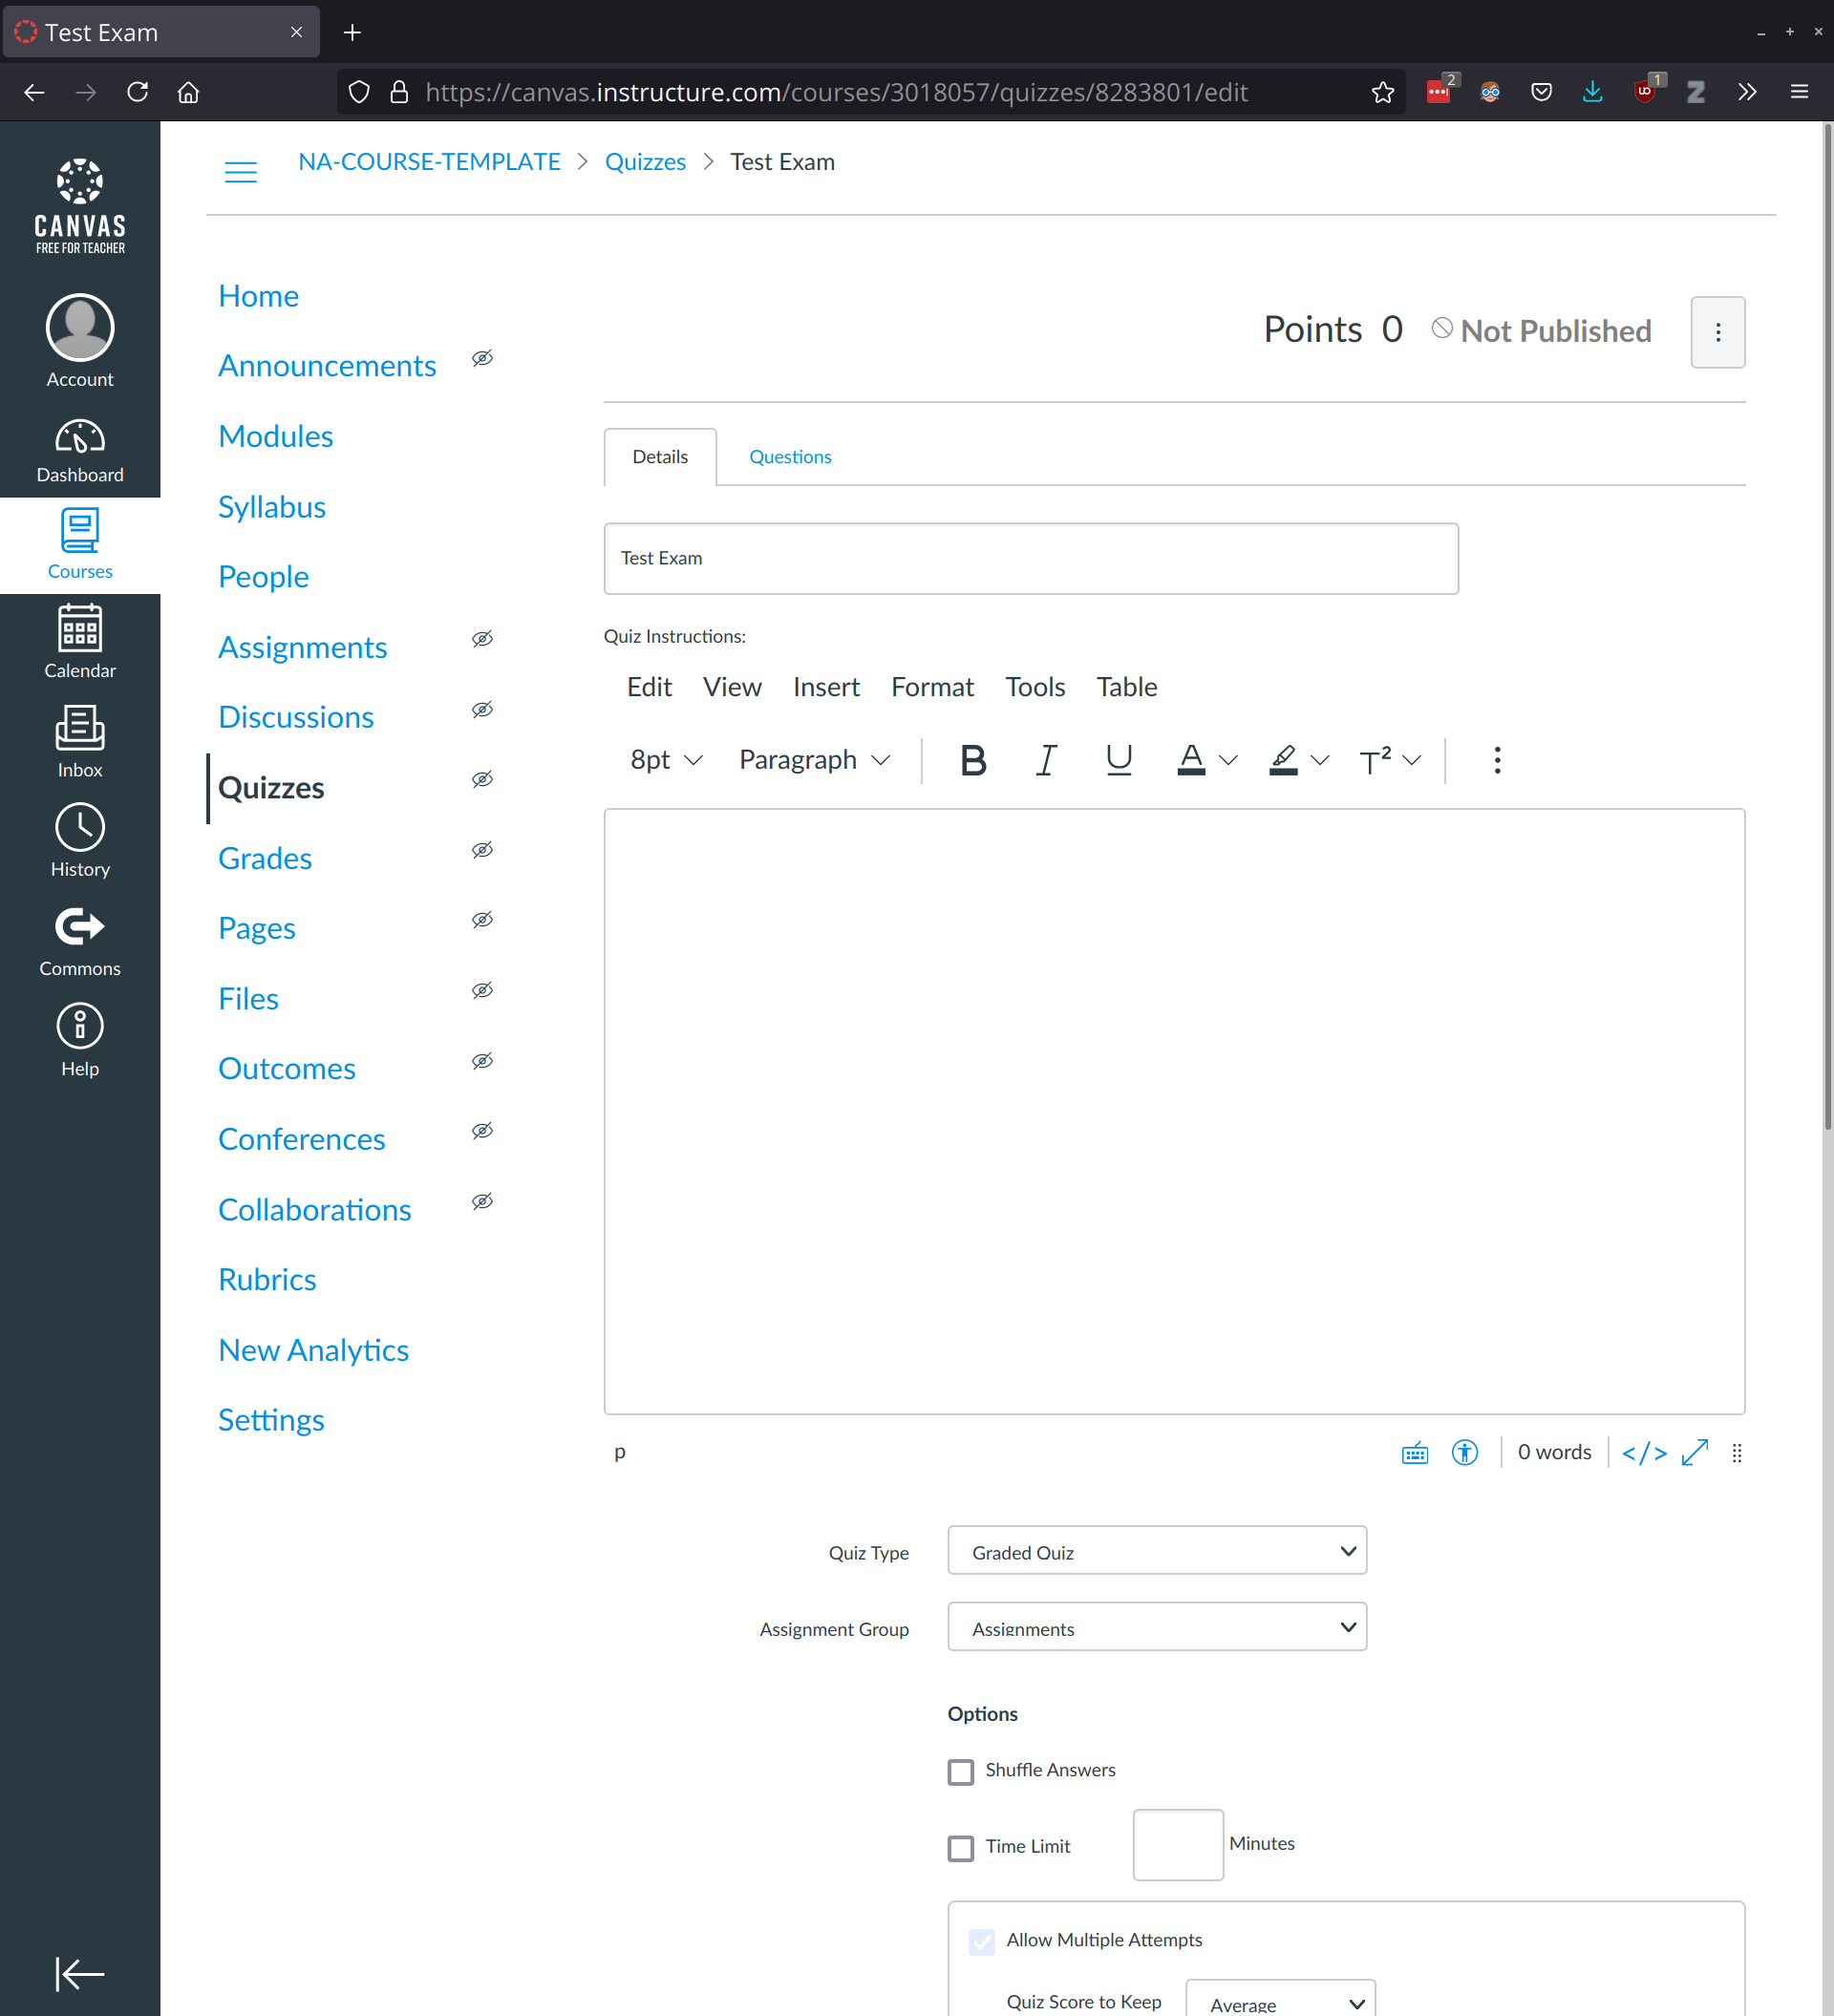 Test Exam
https://canvas.instructure.com/courses/3018057/quizzes/8283801/edit
2
1
CANVAS
FREE FOR TEACHER
Account
Dashboard
Courses
Calendar
Inbox
History
Commons
Help
NA-COURSE-TEMPLATE > Quizzes > Test Exam
Home
Announcements
Modules
Syllabus
People
Assignments
Discussions
Quizzes
Grades
Pages
Files
Outcomes
Conferences
Collaborations
Rubrics
New Analytics
Settings
Points 0 Not Published
Details Questions
Test Exam
Quiz Instructions:
Edit View Insert Format Tools Table
8pt Paragraph B I U A T²
p 0 words </>
Quiz Type Graded Quiz
Assignment Group Assignments
Options
Shuffle Answers
Time Limit Minutes
Allow Multiple Attempts
Quiz Score to Keep Average